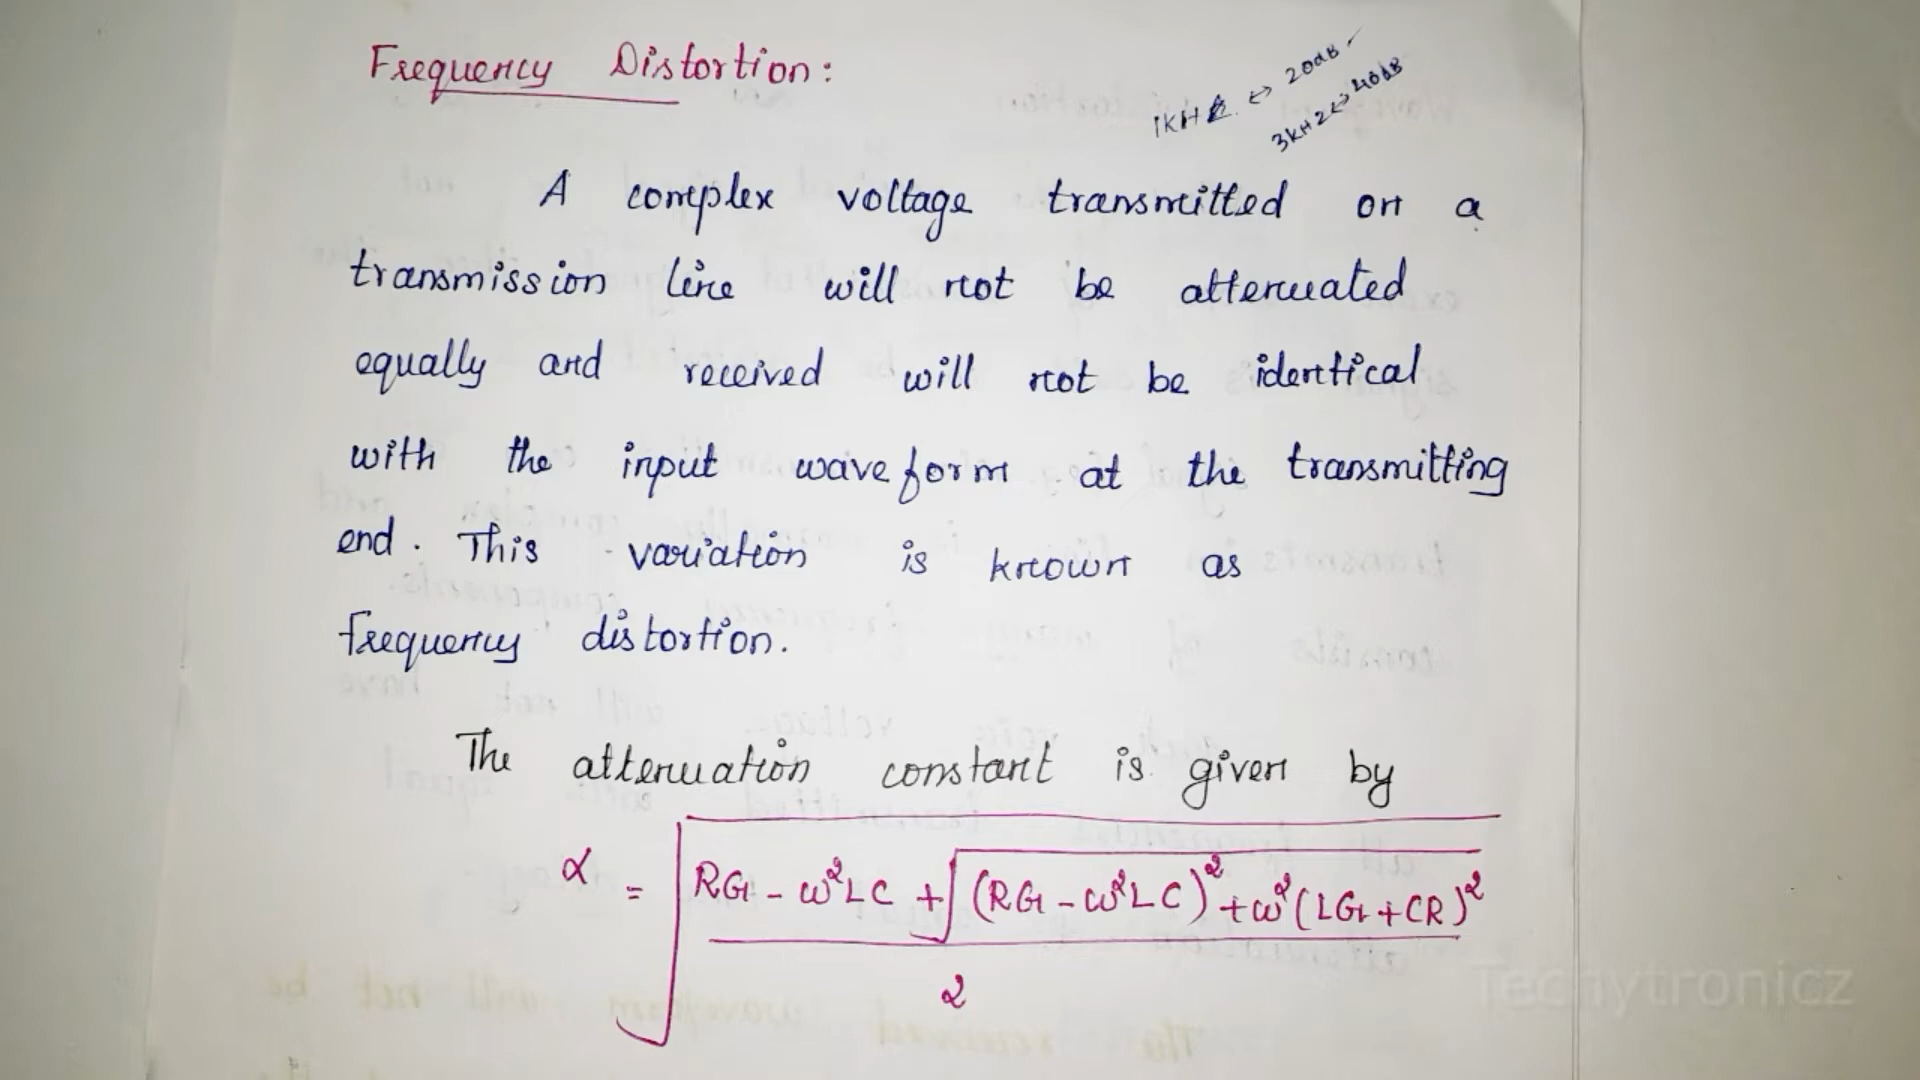 Frequency Distortion:
1KHz ↔ 20dB
3KHz ↔ 40dB
A complex voltage transmitted on a
transmission line will not be attenuated
equally and received will not be identical
with the input waveform at the transmitting
end. This variation is known as
frequency distortion.
The attenuation constant is given by
α = √((RG - ω²LC + √((RG - ω²LC)² + ω²(LG + CR)²)) / 2)
Techytronicz